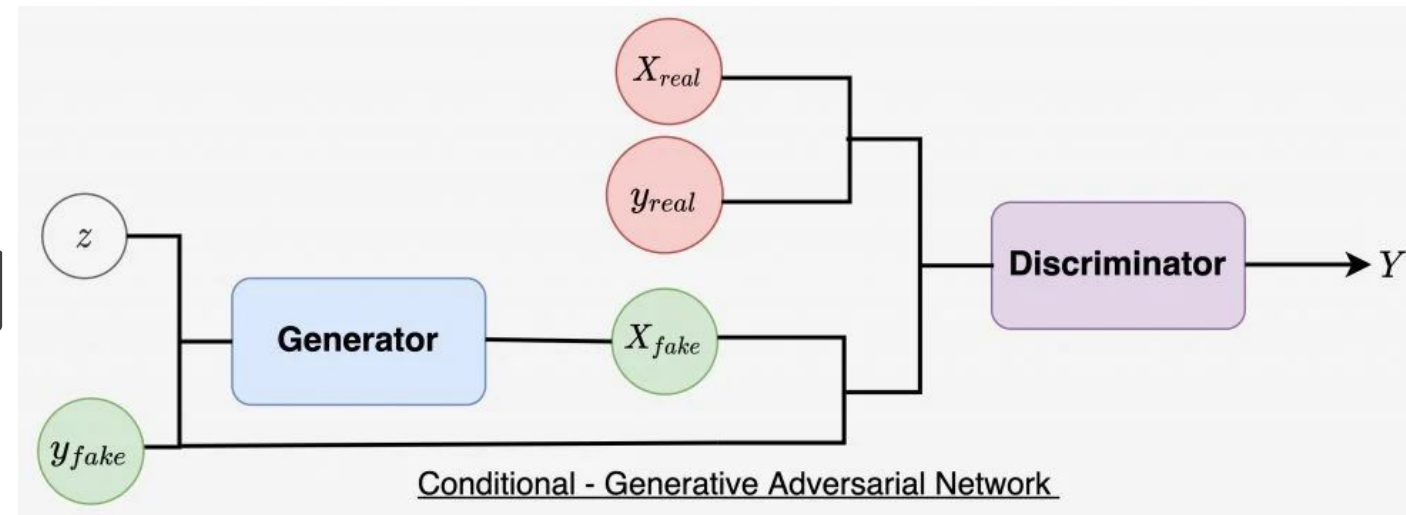 X_real
y_real
z
Discriminator
Y
Generator
X_fake
y_fake
Conditional - Generative Adversarial Network